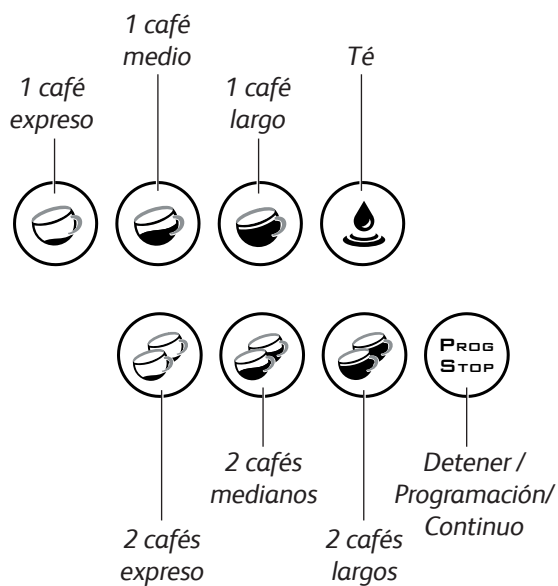 1 café
expreso
1 café
medio
1 café
largo
Té
PROG
STOP
2 cafés
expreso
2 cafés
medianos
2 cafés
largos
Detener /
Programación/
Continuo